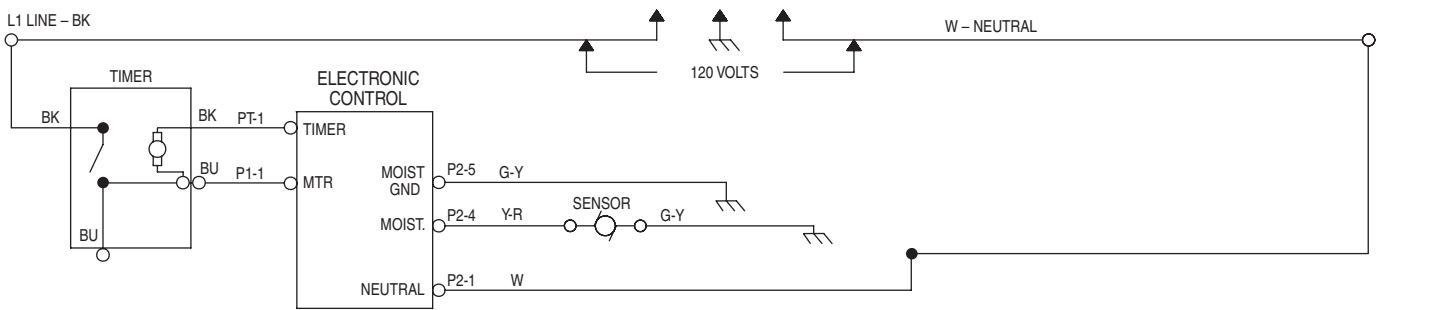 L1 LINE – BK
W – NEUTRAL
120 VOLTS
TIMER
ELECTRONIC
CONTROL
BK
BK
PT-1
TIMER
BU
P1-1
MTR
MOIST
GND
P2-5
G-Y
SENSOR
MOIST.
P2-4
Y-R
G-Y
BU
NEUTRAL
P2-1
W